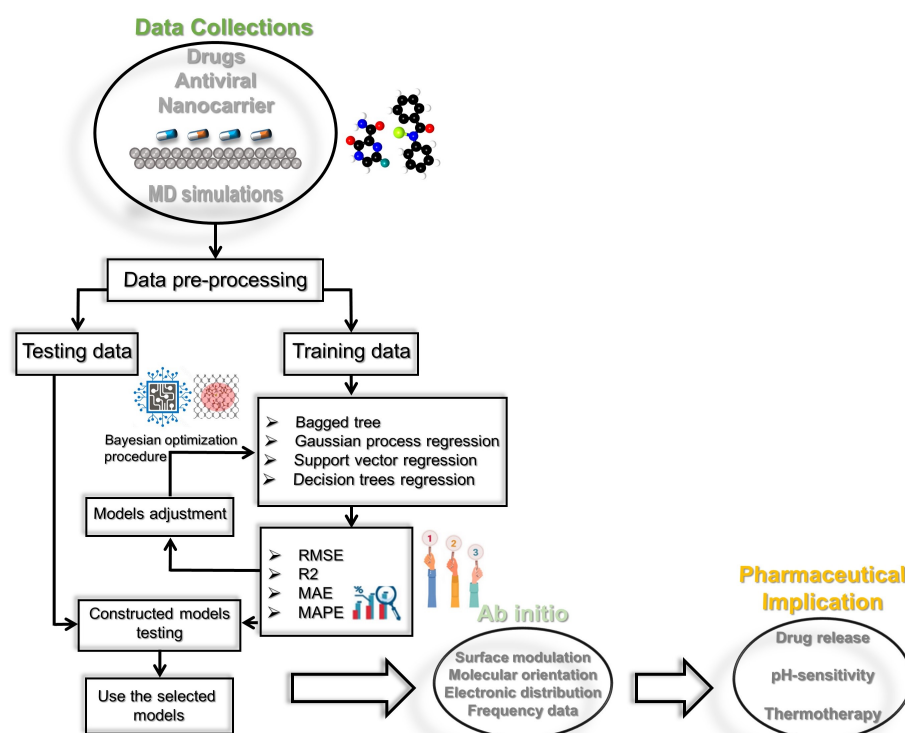 Data Collections
Drugs
Antiviral
Nanocarrier
MD simulations
Data pre-processing
Testing data
Training data
Bayesian optimization
procedure
➢ Bagged tree
➢ Gaussian process regression
➢ Support vector regression
➢ Decision trees regression
Models adjustment
➢ RMSE
➢ R2
➢ MAE
➢ MAPE
%
1
2
3
Constructed models
testing
Use the selected
models
Ab initio
Surface modulation
Molecular orientation
Electronic distribution
Frequency data
Pharmaceutical
Implication
Drug release
pH-sensitivity
Thermotherapy